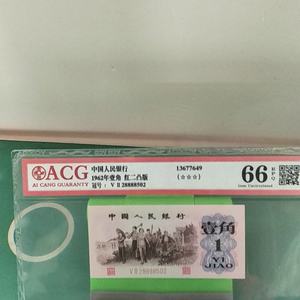 ACG
AI CANG GUARANTY
中国人民银行
1962年壹角 红二凸版
冠号： V II 28888502
13677649
(☆☆☆)
66 EPQ
Gem Uncirculated
中国人民银行
壹角
1
YI
JIAO
V II 28888502